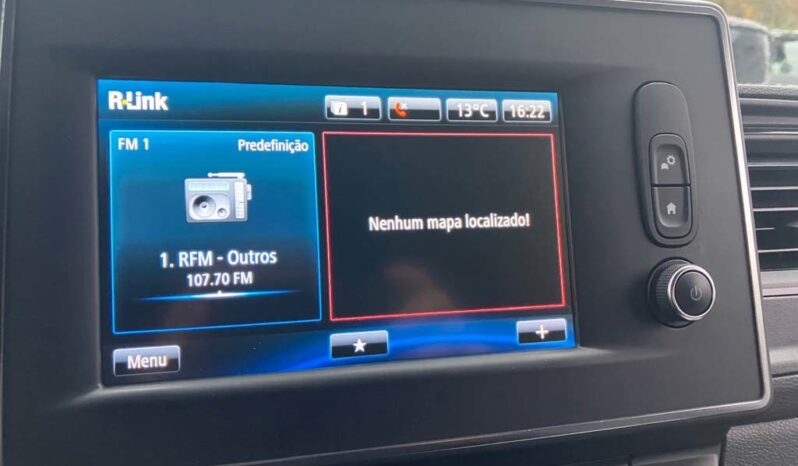 R-Link
1
13°C
16:22
FM 1
Predefinição
1. RFM - Outros
107.70 FM
Nenhum mapa localizado!
Menu